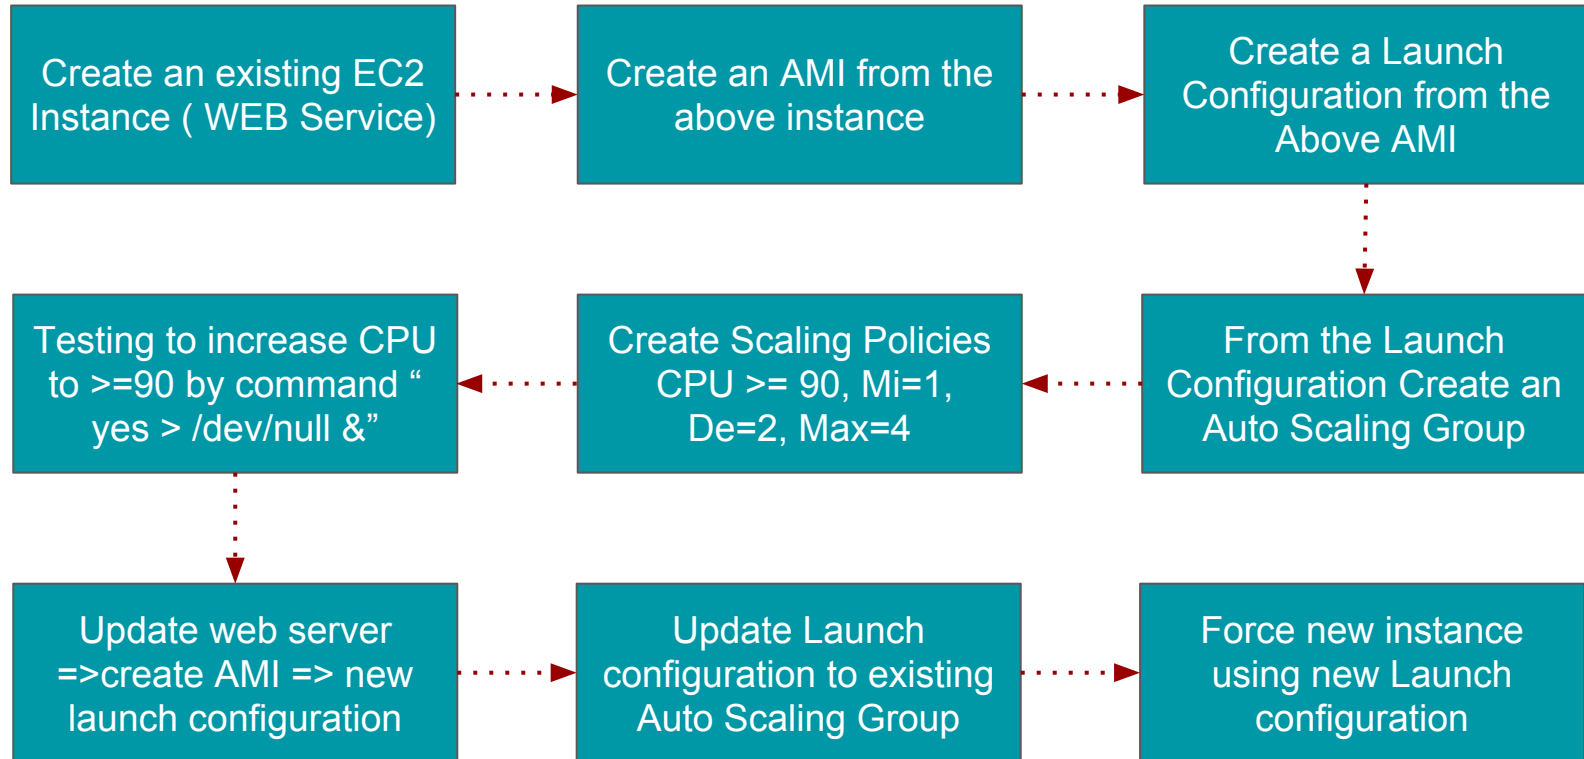 Create an existing EC2
Instance ( WEB Service)
Create an AMI from the
above instance
Create a Launch
Configuration from the
Above AMI
From the Launch
Configuration Create an
Auto Scaling Group
Create Scaling Policies
CPU >= 90, Mi=1,
De=2, Max=4
Testing to increase CPU
to >=90 by command “
yes > /dev/null &”
Update web server
=>create AMI => new
launch configuration
Update Launch
configuration to existing
Auto Scaling Group
Force new instance
using new Launch
configuration